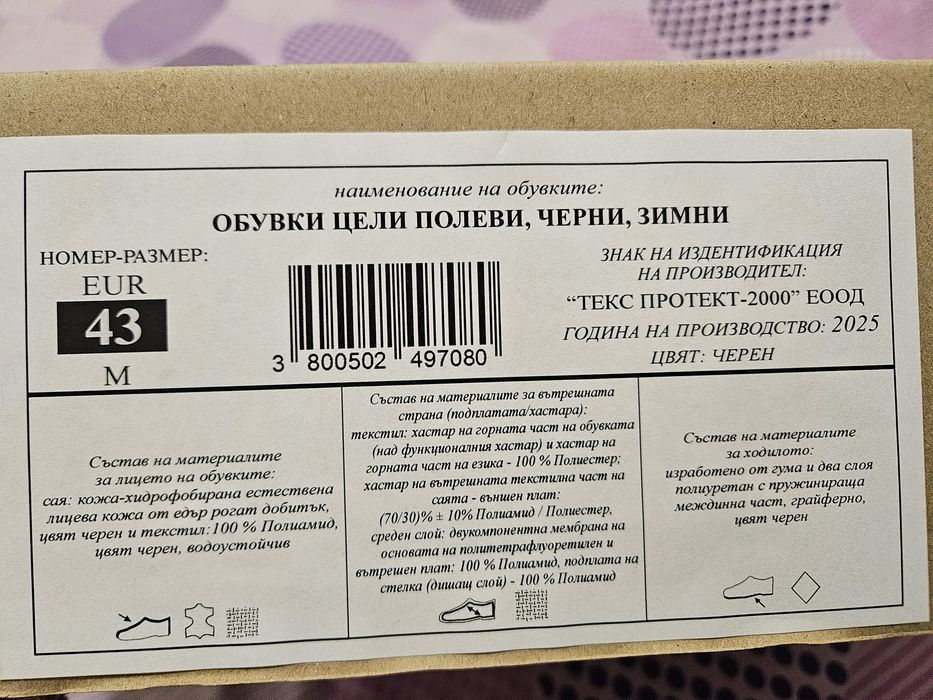 наименование на обувките:
ОБУВКИ ЦЕЛИ ПОЛЕВИ, ЧЕРНИ, ЗИМНИ
НОМЕР-РАЗМЕР:
EUR
43
M
3 800502 497080
ЗНАК НА ИЗДЕНТИФИКАЦИЯ
НА ПРОИЗВОДИТЕЛ:
“ТЕКС ПРОТЕКТ-2000” ЕООД
ГОДИНА НА ПРОИЗВОДСТВО: 2025
ЦВЯТ: ЧЕРЕН
Състав на материалите
за лицето на обувките:
сая: кожа-хидрофобирана естествена
лицева кожа от едър рогат добитък,
цвят черен и текстил:100 % Полиамид,
цвят черен, водоустойчив
Състав на материалите за вътрешната
страна (подплатата/хастара):
текстил: хастар на горната част на обувката
(над функционалния хастар) и хастар на
горната част на езика - 100 % Полиестер;
хастар на вътрешната текстилна част на
саята - външен плат:
(70/30)% ± 10% Полиамид / Полиестер,
среден слой: двукомпонентна мембрана на
основата на политетрафлуоретилен и
вътрешен плат: 100 % Полиамид, подплата на
стелка (дишащ слой) - 100 % Полиамид
Състав на материалите
за ходилото:
изработено от гума и два слоя
полиуретан с пружинираща
междинна част, грайферно,
цвят черен